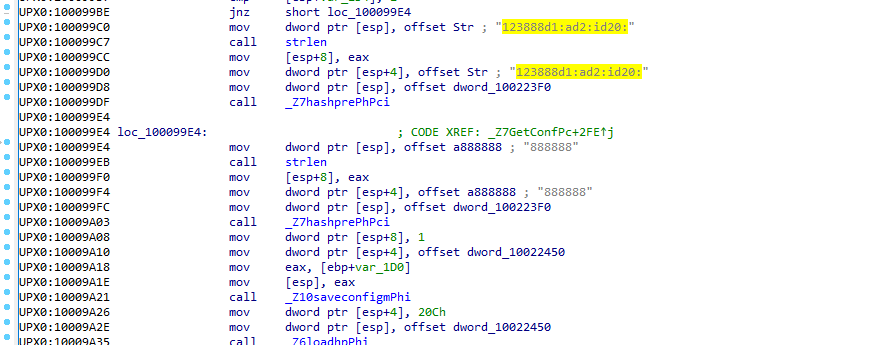 UPX0:100099BE jnz short loc_100099E4
UPX0:100099C0 mov dword ptr [esp], offset Str ; "123888d1:ad2:id20:"
UPX0:100099C7 call strlen
UPX0:100099CC mov [esp+8], eax
UPX0:100099D0 mov dword ptr [esp+4], offset Str ; "123888d1:ad2:id20:"
UPX0:100099D8 mov dword ptr [esp], offset dword_100223F0
UPX0:100099DF call _Z7hashprePhPci
UPX0:100099E4
UPX0:100099E4 loc_100099E4: ; CODE XREF: _Z7GetConfPc+2FE↑j
UPX0:100099E4 mov dword ptr [esp], offset a888888 ; "888888"
UPX0:100099EB call strlen
UPX0:100099F0 mov [esp+8], eax
UPX0:100099F4 mov dword ptr [esp+4], offset a888888 ; "888888"
UPX0:100099FC mov dword ptr [esp], offset dword_100223F0
UPX0:10009A03 call _Z7hashprePhPci
UPX0:10009A08 mov dword ptr [esp+8], 1
UPX0:10009A10 mov dword ptr [esp+4], offset dword_10022450
UPX0:10009A18 mov eax, [ebp+var_1D0]
UPX0:10009A1E mov [esp], eax
UPX0:10009A21 call _Z10saveconfigmPhi
UPX0:10009A26 mov dword ptr [esp+4], 20Ch
UPX0:10009A2E mov dword ptr [esp], offset dword_10022450
UPX0:10009A35 call _Z6loadhpPhi